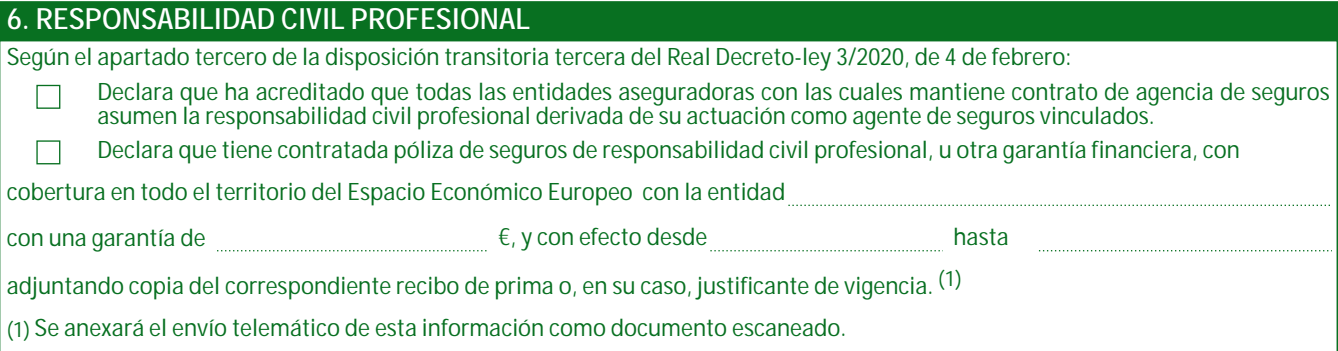 6. RESPONSABILIDAD CIVIL PROFESIONAL
Según el apartado tercero de la disposición transitoria tercera del Real Decreto-ley 3/2020, de 4 de febrero:
Declara que ha acreditado que todas las entidades aseguradoras con las cuales mantiene contrato de agencia de seguros
asumen la responsabilidad civil profesional derivada de su actuación como agente de seguros vinculados.
Declara que tiene contratada póliza de seguros de responsabilidad civil profesional, u otra garantía financiera, con
cobertura en todo el territorio del Espacio Económico Europeo con la entidad
con una garantía de €, y con efecto desde hasta
adjuntando copia del correspondiente recibo de prima o, en su caso, justificante de vigencia. (1)
(1) Se anexará el envío telemático de esta información como documento escaneado.